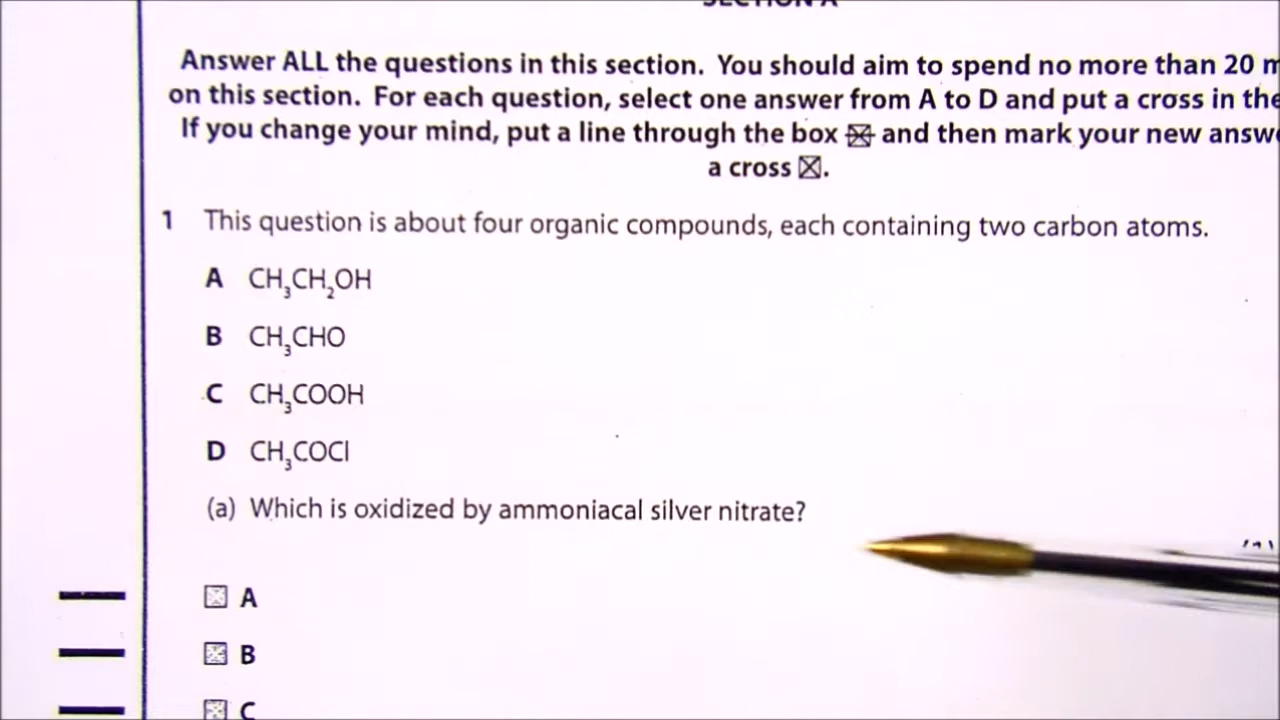 Answer ALL the questions in this section. You should aim to spend no more than 20
on this section. For each question, select one answer from A to D and put a cross in the
If you change your mind, put a line through the box ☒ and then mark your new
a cross ☒.
1 This question is about four organic compounds, each containing two carbon atoms.
A CH₃CH₂OH
B CH₃CHO
C CH₃COOH
D CH₃COCl
(a) Which is oxidized by ammoniacal silver nitrate?
A
B
C